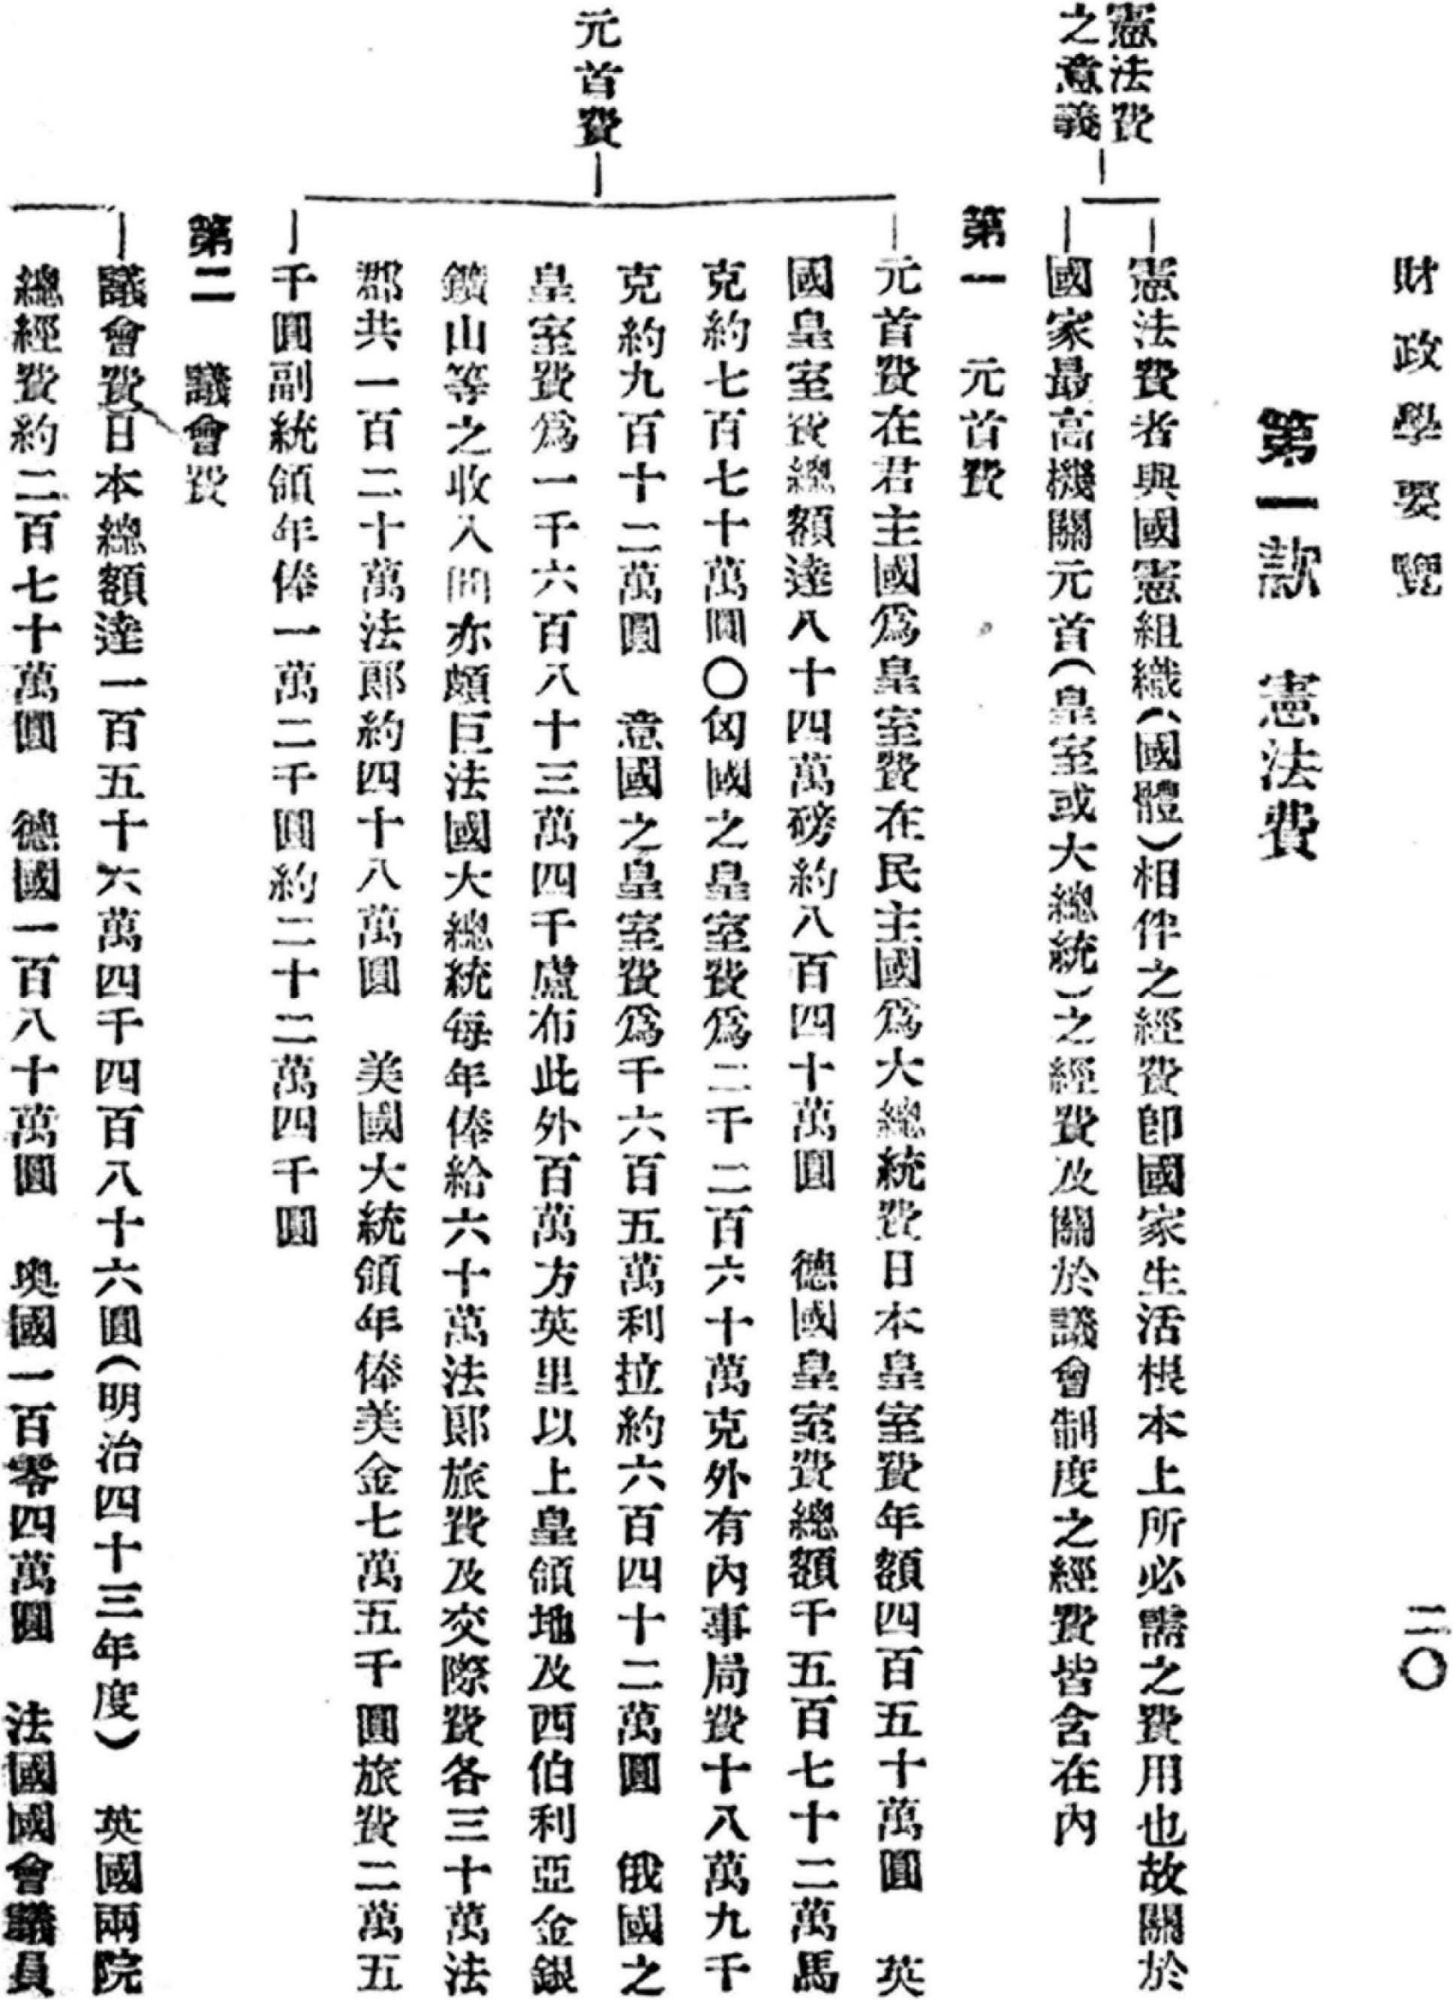 財政學要覽 二〇
第一款 憲法費
憲法費之意義
憲法費者與國憲組織(國體)相伴之經費卽國家生活根本上所必需之費用也故關於
國家最高機關元首(皇室或大總統)之經費及關於議會制度之經費皆含在內
第一 元首費
元首費
元首費在君主國爲皇室費在民主國爲大總統費日本皇室費年額四百五十萬圓 英
國皇室費總額達八十四萬磅約八百四十萬圓 德國皇室費總額千五百七十二萬馬
克約七百七十萬圓〇匈國之皇室費爲二千二百六十萬克外有內事局費十八萬九千
克約九百十二萬圓 意國之皇室費爲千六百五萬利拉約六百四十二萬圓 俄國之
皇室費爲一千六百八十三萬四千盧布此外百萬方英里以上皇領地及西伯利亞金銀
鑛山等之收入間亦頗巨法國大總統每年俸給六十萬法郞旅費及交際費各三十萬法
郡共一百二十萬法郞約四十八萬圓 美國大統領年俸美金七萬五千圓旅費二萬五
千圓副統領年俸一萬二千圓約二十二萬四千圓
第二 議會費
議會費日本總額達一百五十六萬四千四百八十六圓(明治四十三年度) 英國兩院
總經費約二百七十萬圓 德國一百八十萬圓 奥國一百零四萬圓 法國國會議員